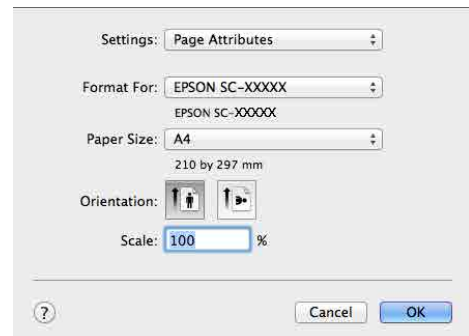 Settings: Page Attributes
Format For: EPSON SC-XXXXX
EPSON SC-XXXXX
Paper Size: A4
210 by 297 mm
Orientation:
Scale: 100 %
? Cancel OK